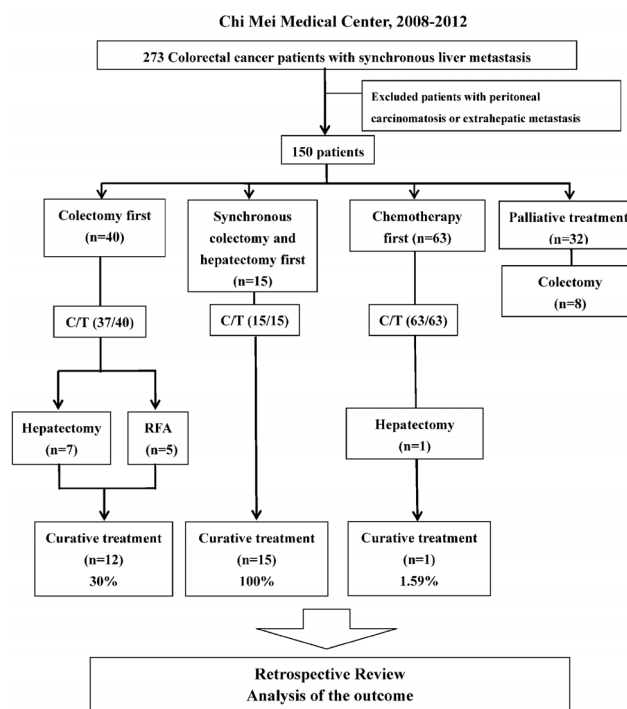 Chi Mei Medical Center, 2008-2012
273 Colorectal cancer patients with synchronous liver metastasis
Excluded patients with peritoneal
carcinomatosis or extrahepatic metastasis
150 patients
Colectomy first
(n=40)
Synchronous
colectomy and
hepatectomy first
(n=15)
Chemotherapy
first (n=63)
Palliative treatment
(n=32)
Colectomy
(n=8)
C/T (37/40)
C/T (15/15)
C/T (63/63)
Hepatectomy
(n=7)
RFA
(n=5)
Hepatectomy
(n=1)
Curative treatment
(n=12)
30%
Curative treatment
(n=15)
100%
Curative treatment
(n=1)
1.59%
Retrospective Review
Analysis of the outcome